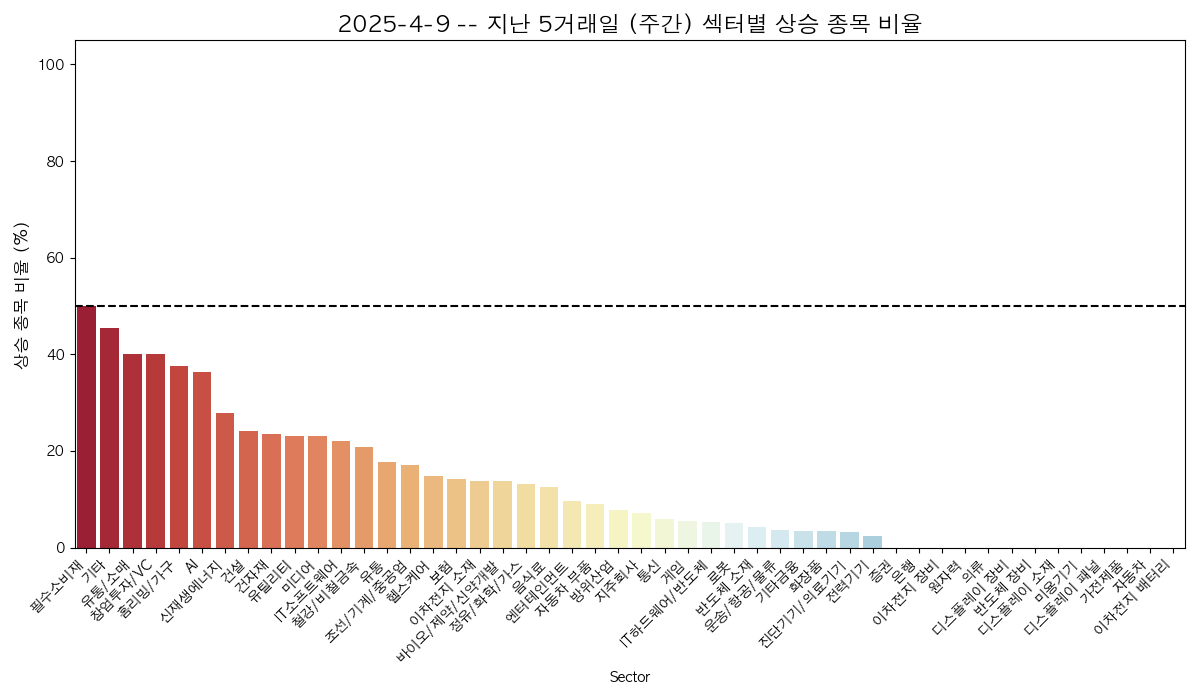 2025-4-9 -- 지난 5거래일 (주간) 섹터별 상승 종목 비율
상승 종목 비율 (%)
100
80
60
40
20
0
필수소비재
기타
유통/소매
창업투자/VC
홈리빙/가구
AI
신재생에너지
건설
건자재
유틸리티
미디어
IT소프트웨어
철강/비철금속
유통
조선/기계/중공업
헬스케어
보험
이차전지 소재
바이오/제약/신약개발
정유/화학/가스
음식료
엔터테인먼트
자동차 부품
방위산업
지주회사
통신
게임
IT하드웨어/반도체
로봇
반도체 소재
운송/항공/물류
기타금융
화장품
진단기기/의료기기
전력기기
증권
은행
이차전지 장비
원자력
의류
디스플레이 장비
반도체 장비
디스플레이 소재
미용기기
디스플레이 패널
가전제품
자동차
이차전지 배터리
Sector